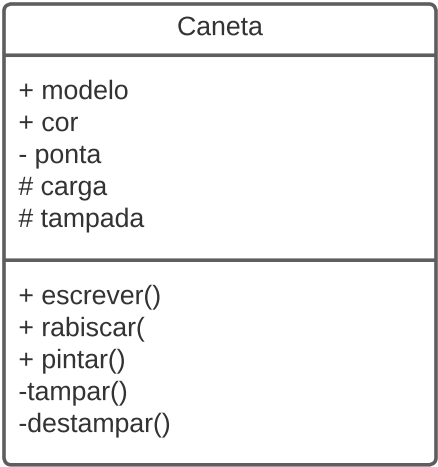 Caneta
+ modelo
+ cor
- ponta
# carga
# tampada
+ escrever()
+ rabiscar(
+ pintar()
-tampar()
-destampar()